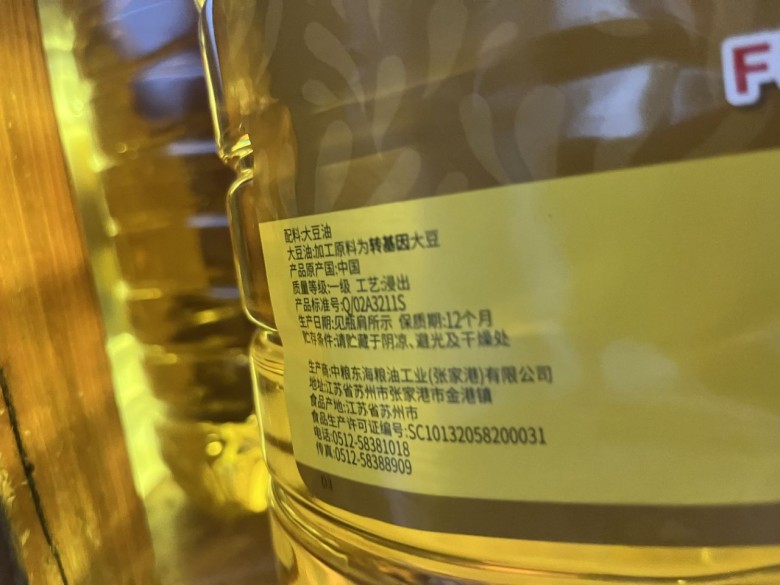 F
配料:大豆油
大豆油:加工原料为转基因大豆
产品原产国:中国
质量等级:一级 工艺:浸出
产品标准号:Q/02A3211S
生产日期:见瓶肩所示 保质期:12个月
贮存条件:请贮藏于阴凉、避光及干燥处
生产商:中粮东海粮油工业(张家港)有限公司
地址:江苏省苏州市张家港市金港镇
食品产地:江苏省苏州市
食品生产许可证编号:SC10132058200031
电话:0512-58381018
传真:0512-58388909